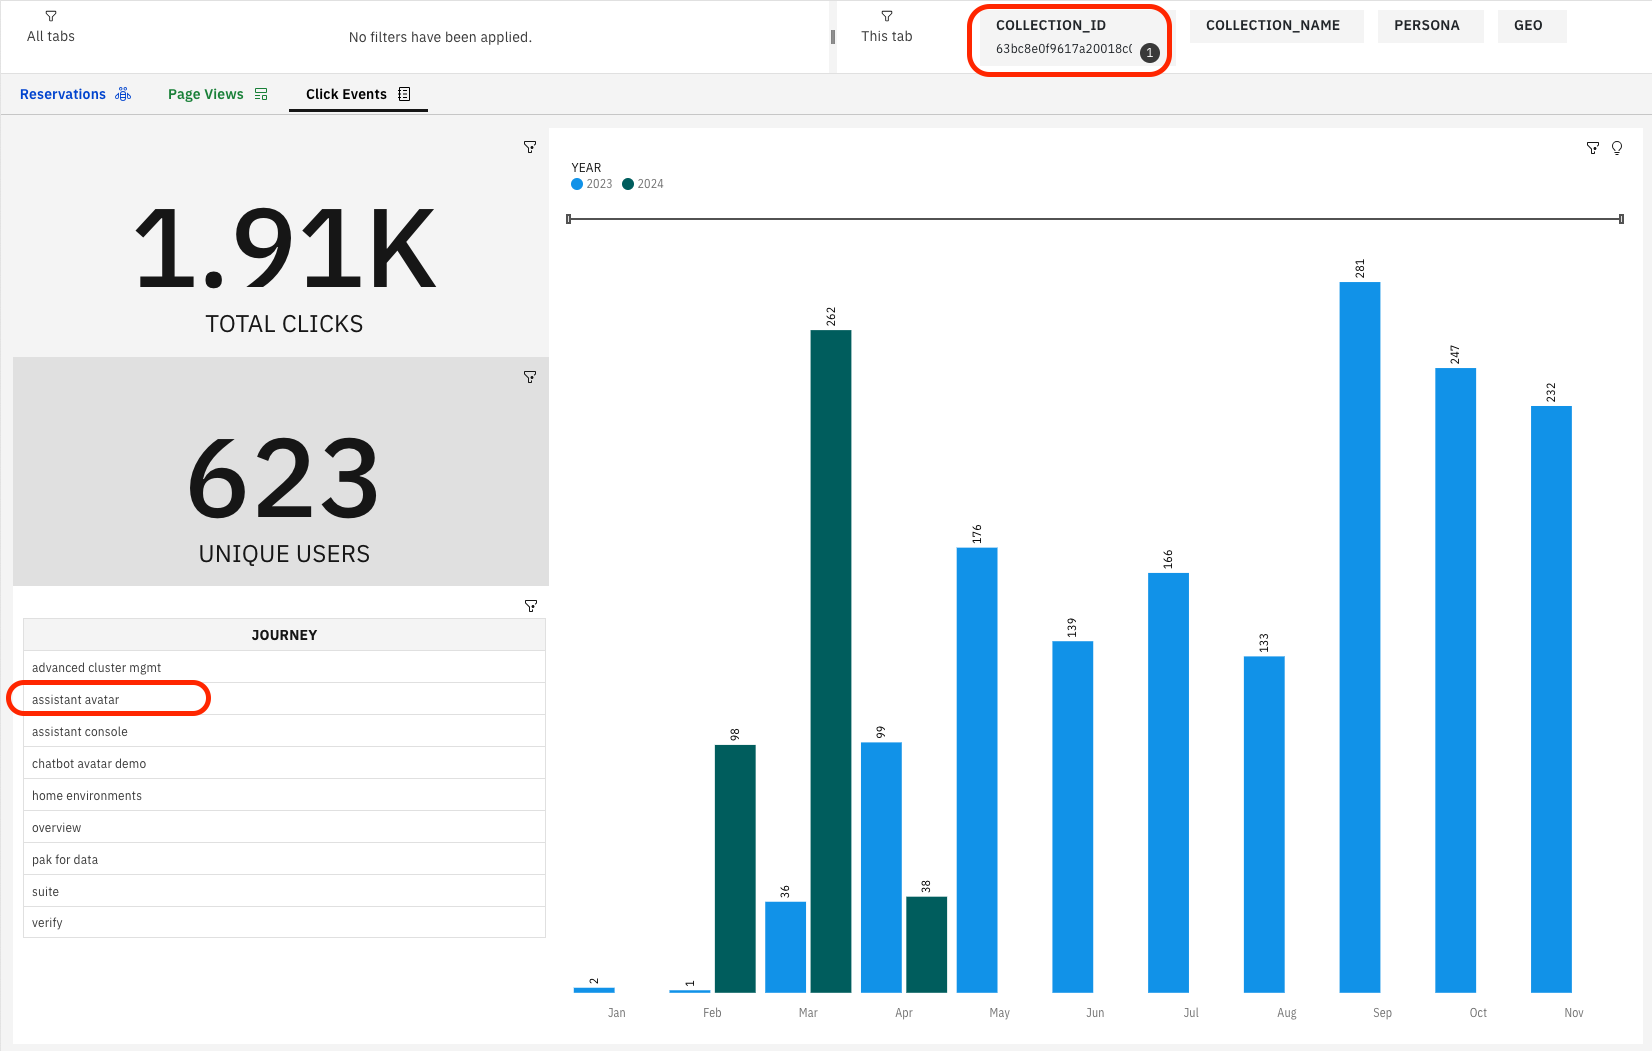 All tabs
No filters have been applied.
This tab
COLLECTION_ID
63bc8e0f9617a20018c
1
COLLECTION_NAME
PERSONA
GEO
Reservations
Page Views
Click Events
1.91K
TOTAL CLICKS
623
UNIQUE USERS
JOURNEY
advanced cluster mgmt
assistant avatar
assistant console
chatbot avatar demo
home environments
overview
pak for data
suite
verify
YEAR
2023 2024
281
262
247
232
176
166
139
133
98
99
36
38
2
1
Jan Feb Mar Apr May Jun Jul Aug Sep Oct Nov